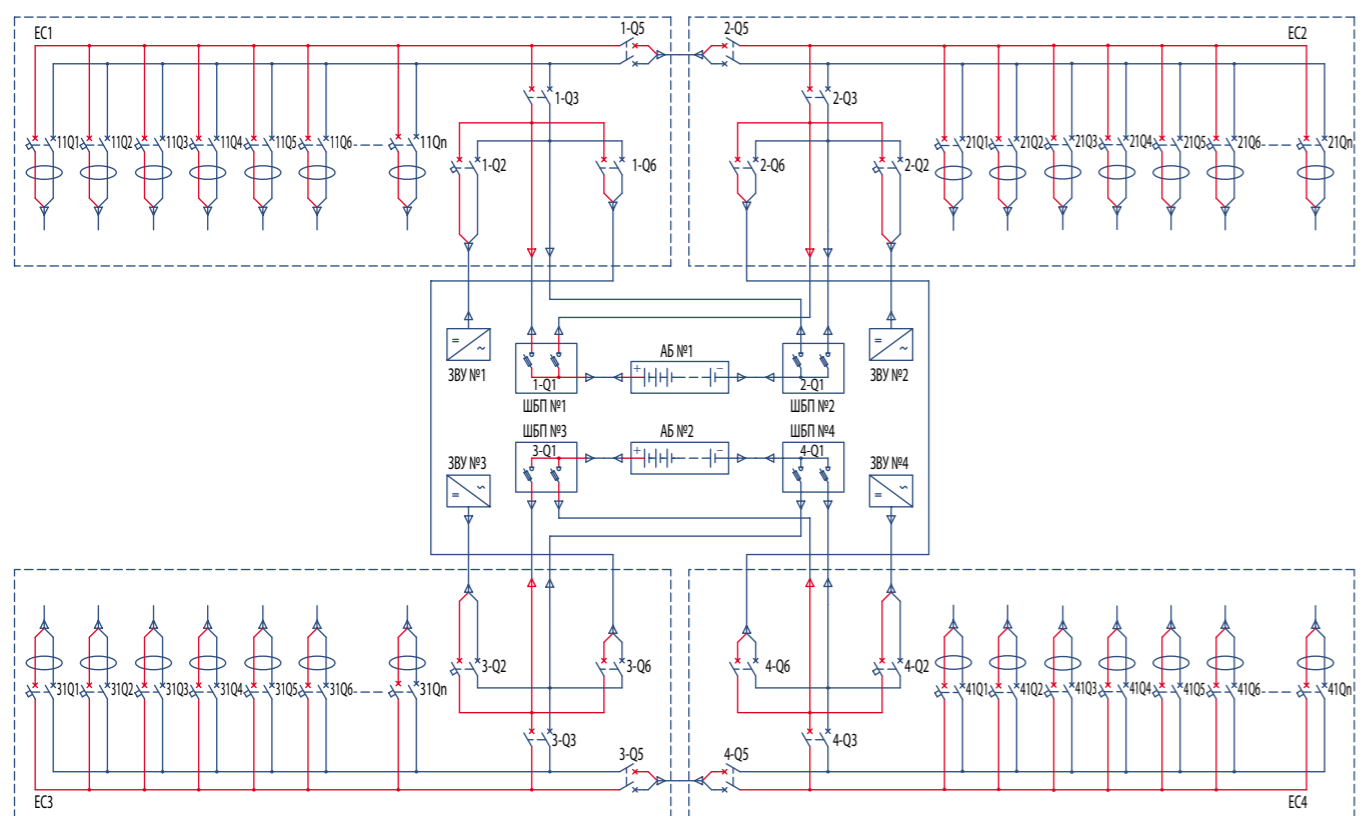 EC1
1-Q5
2-Q5
EC2
1-Q3
2-Q3
11Q1
11Q2
11Q3
11Q4
11Q5
11Q6
11Qn
1-Q2
1-Q6
2-Q6
2-Q2
21Q1
21Q2
21Q3
21Q4
21Q5
21Q6
21Qn
= ~
ЗВУ №1
1-Q1
ШБП №1
АБ №1
+ −
2-Q1
ШБП №2
= ~
ЗВУ №2
ЗВУ №3
= ~
ШБП №3
3-Q1
АБ №2
+ −
ШБП №4
4-Q1
ЗВУ №4
= ~
31Q1
31Q2
31Q3
31Q4
31Q5
31Q6
31Qn
3-Q2
3-Q6
4-Q6
4-Q2
41Q1
41Q2
41Q3
41Q4
41Q5
41Q6
41Qn
3-Q3
4-Q3
3-Q5
4-Q5
EC3
EC4